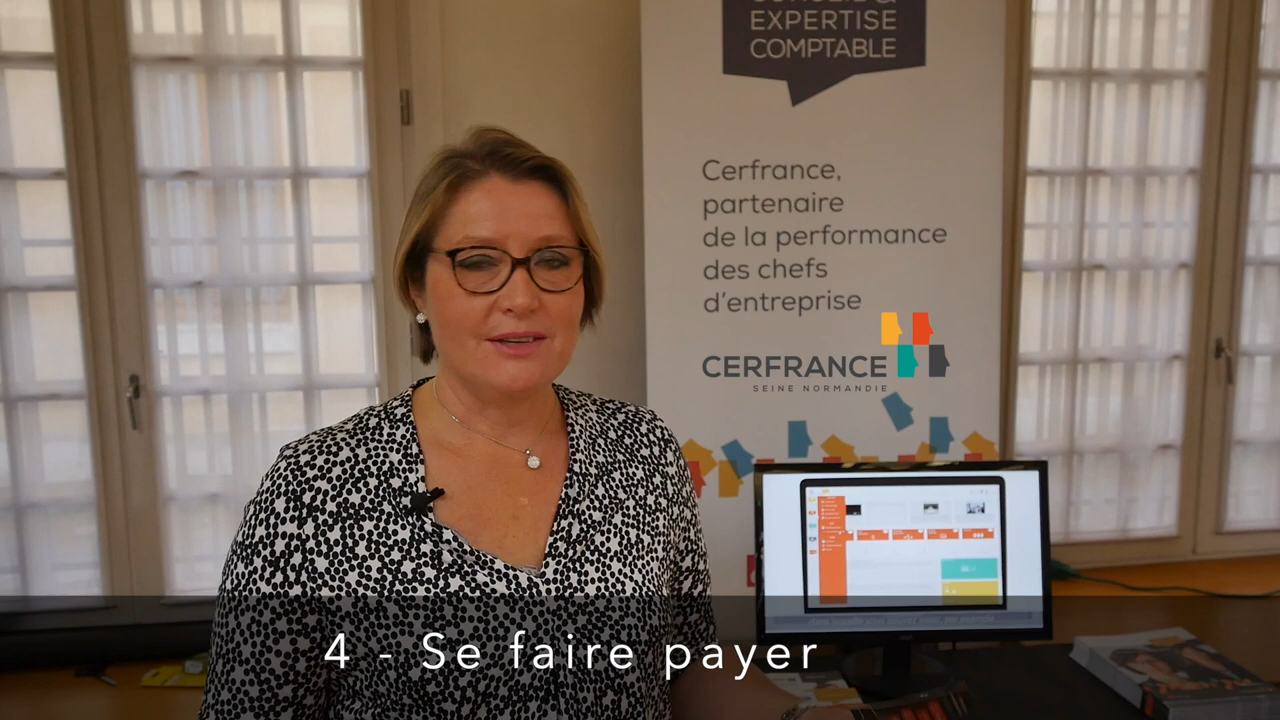 EXPERTISE
COMPTABLE
Cerfrance,
partenaire
de la performance
des chefs
d'entreprise
CERFRANCE
SEINE NORMANDIE
4 - Se faire payer